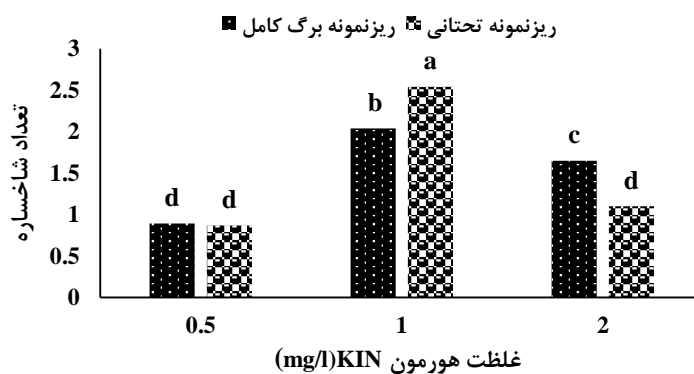 ریزنمونه برگ کامل ریزنمونه تحتانی
تعداد شاخساره
3
2.5
2
1.5
1
0.5
0
d d
b a
c d
0.5 1 2
غلظت هورمون KIN(mg/l)